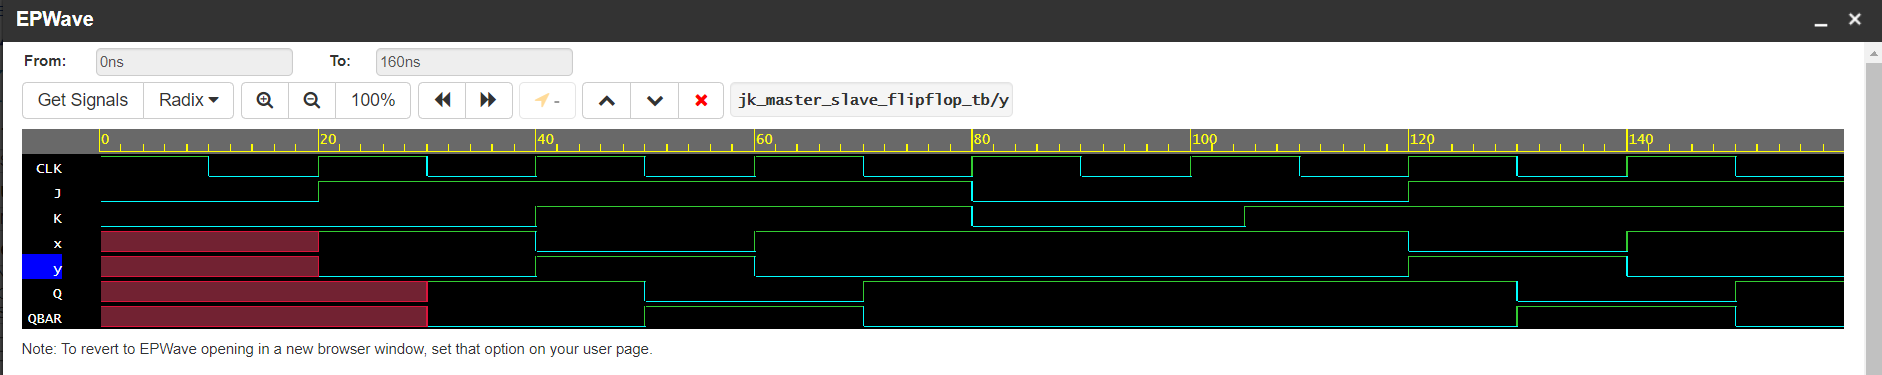 EPWave
From: 0ns To: 160ns
Get Signals Radix 100% - jk_master_slave_flipflop_tb/y
0 20 40 60 80 100 120 140
CLK
J
K
x
y
Q
QBAR
Note: To revert to EPWave opening in a new browser window, set that option on your user page.